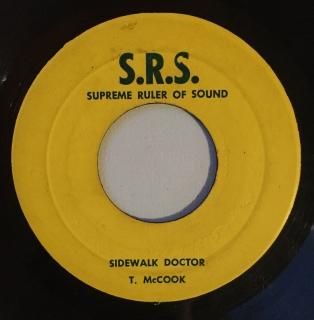 S.R.S.
SUPREME RULER OF SOUND
SIDEWALK DOCTOR
T. McCOOK